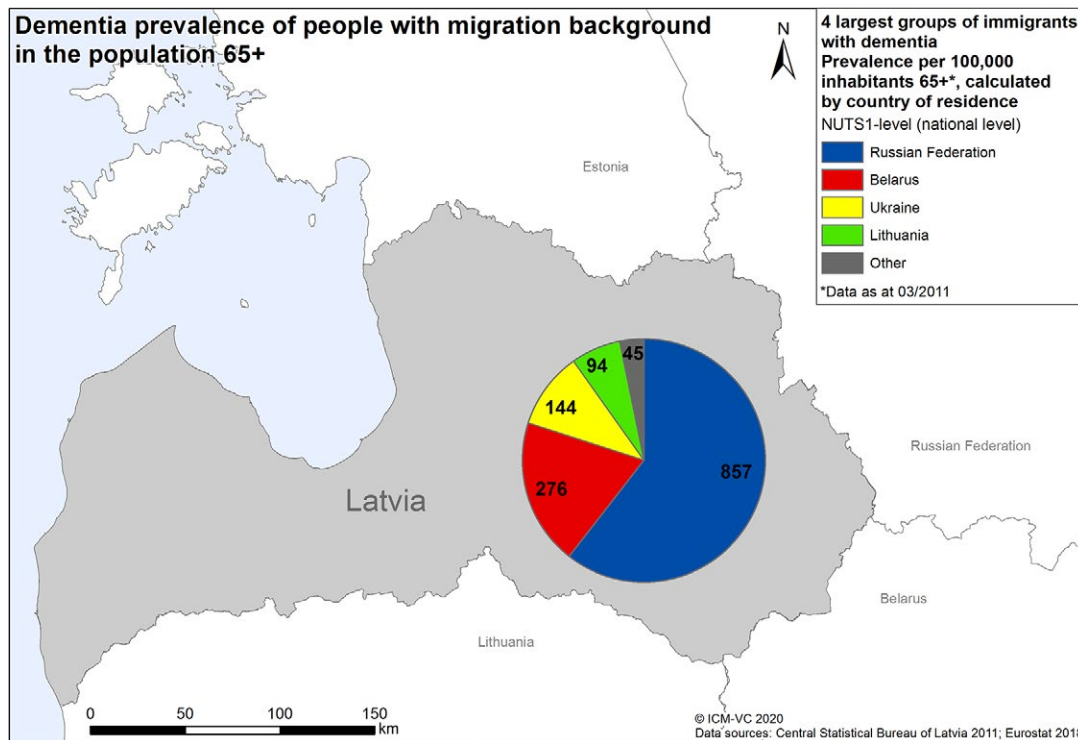 Dementia prevalence of people with migration background
in the population 65+
N
4 largest groups of immigrants
with dementia
Prevalence per 100,000
inhabitants 65+*, calculated
by country of residence
NUTS1-level (national level)
Russian Federation
Belarus
Ukraine
Lithuania
Other
*Data as at 03/2011
Estonia
45
94
144
857
276
Latvia
Russian Federation
Belarus
Lithuania
0 50 100 150
km
© ICM-VC 2020
Data sources: Central Statistical Bureau of Latvia 2011; Eurostat 2018